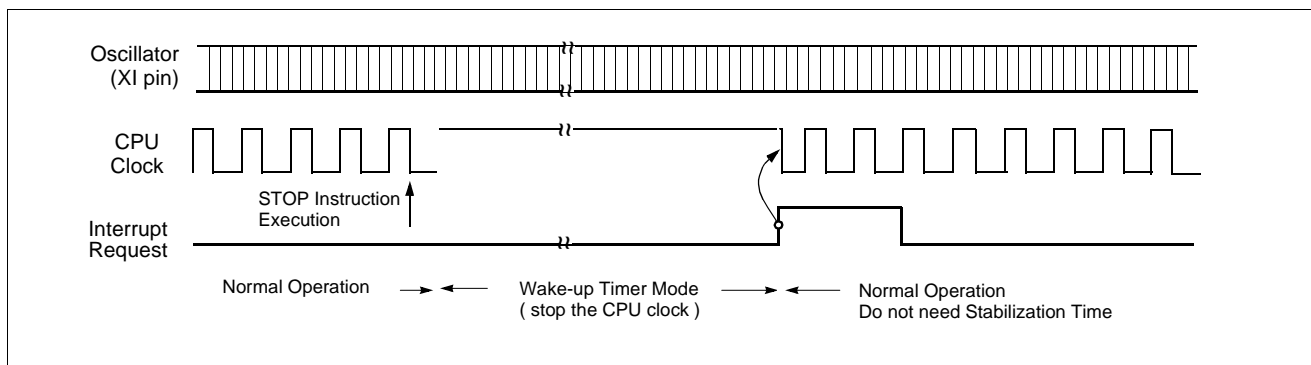 Oscillator
(XI pin)
CPU
Clock
STOP Instruction
Execution
Interrupt
Request
Normal Operation
Wake-up Timer Mode
( stop the CPU clock )
Normal Operation
Do not need Stabilization Time